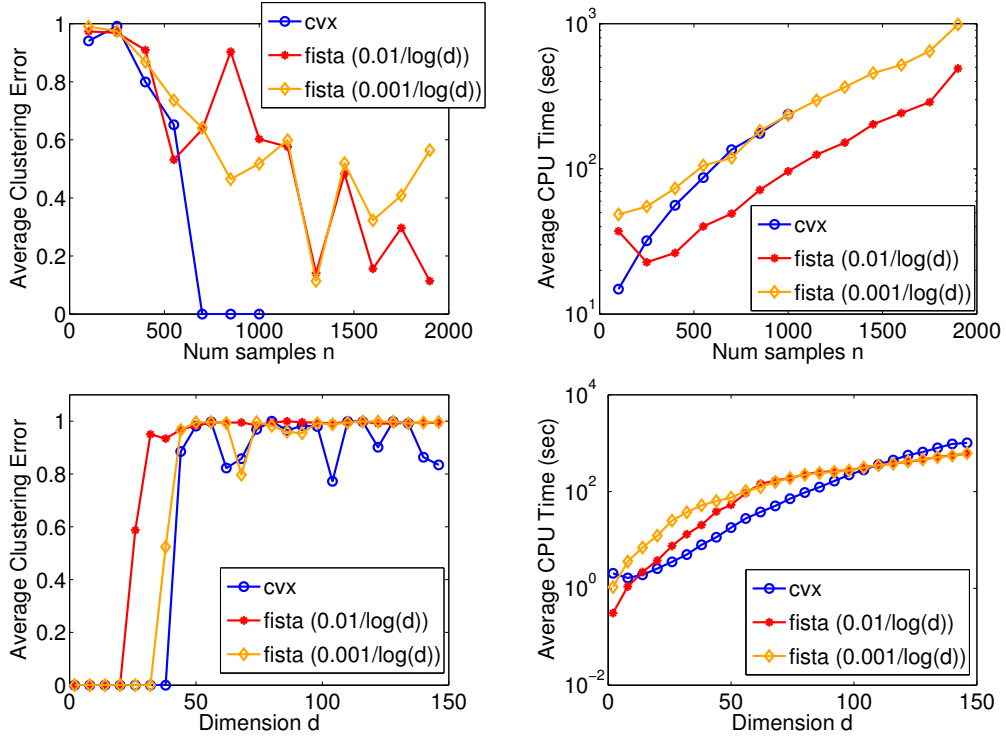 1
0.8
0.6
0.4
0.2
0
0 500 1000 1500 2000
Average Clustering Error
Num samples n
cvx
fista (0.01/log(d))
fista (0.001/log(d))
10^3
10^2
10^1
0 500 1000 1500 2000
Average CPU Time (sec)
Num samples n
cvx
fista (0.01/log(d))
fista (0.001/log(d))
1
0.8
0.6
0.4
0.2
0
0 50 100 150
Average Clustering Error
Dimension d
cvx
fista (0.01/log(d))
fista (0.001/log(d))
10^4
10^2
10^0
10^−2
0 50 100 150
Average CPU Time (sec)
Dimension d
cvx
fista (0.01/log(d))
fista (0.001/log(d))